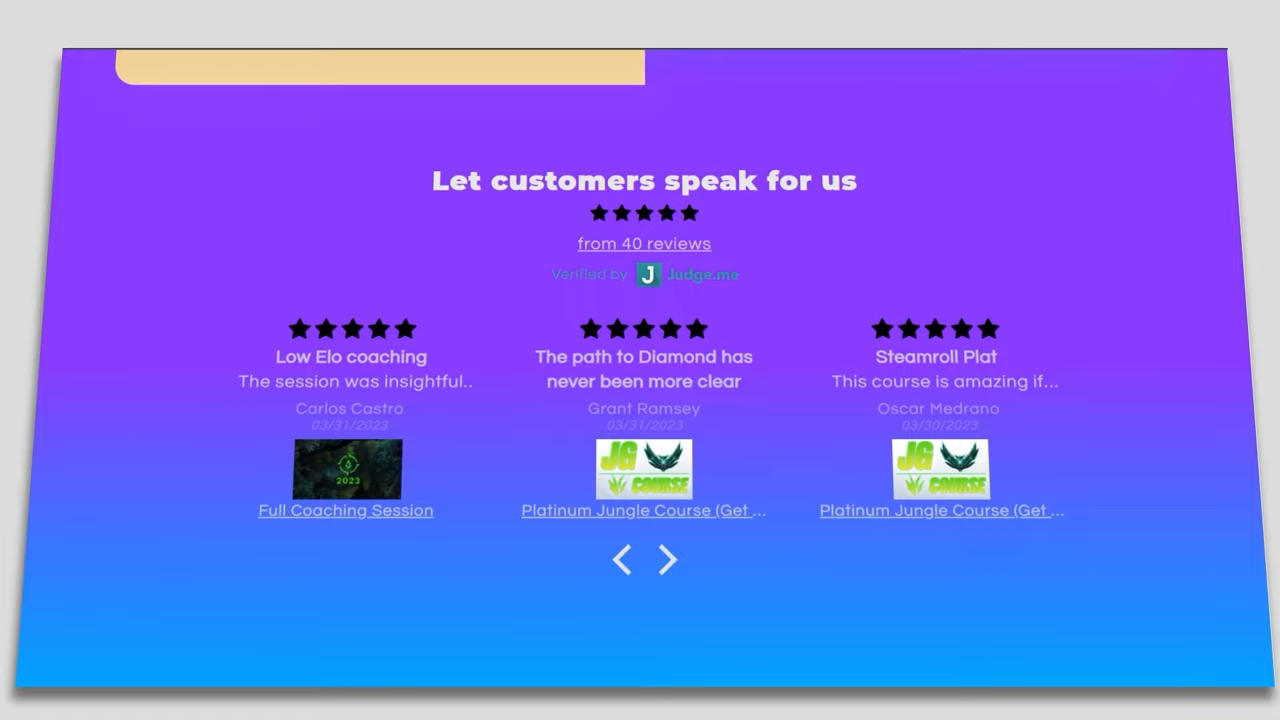 Let customers speak for us
from 40 reviews
Verified by J Judge.me
Low Elo coaching
The session was insightful..
Carlos Castro
03/31/2023
2023
Full Coaching Session
The path to Diamond has
never been more clear
Grant Ramsey
03/31/2023
JG
COURSE
Platinum Jungle Course (Get ...
Steamroll Plat
This course is amazing if...
Oscar Medrano
03/30/2023
JG
COURSE
Platinum Jungle Course (Get ...